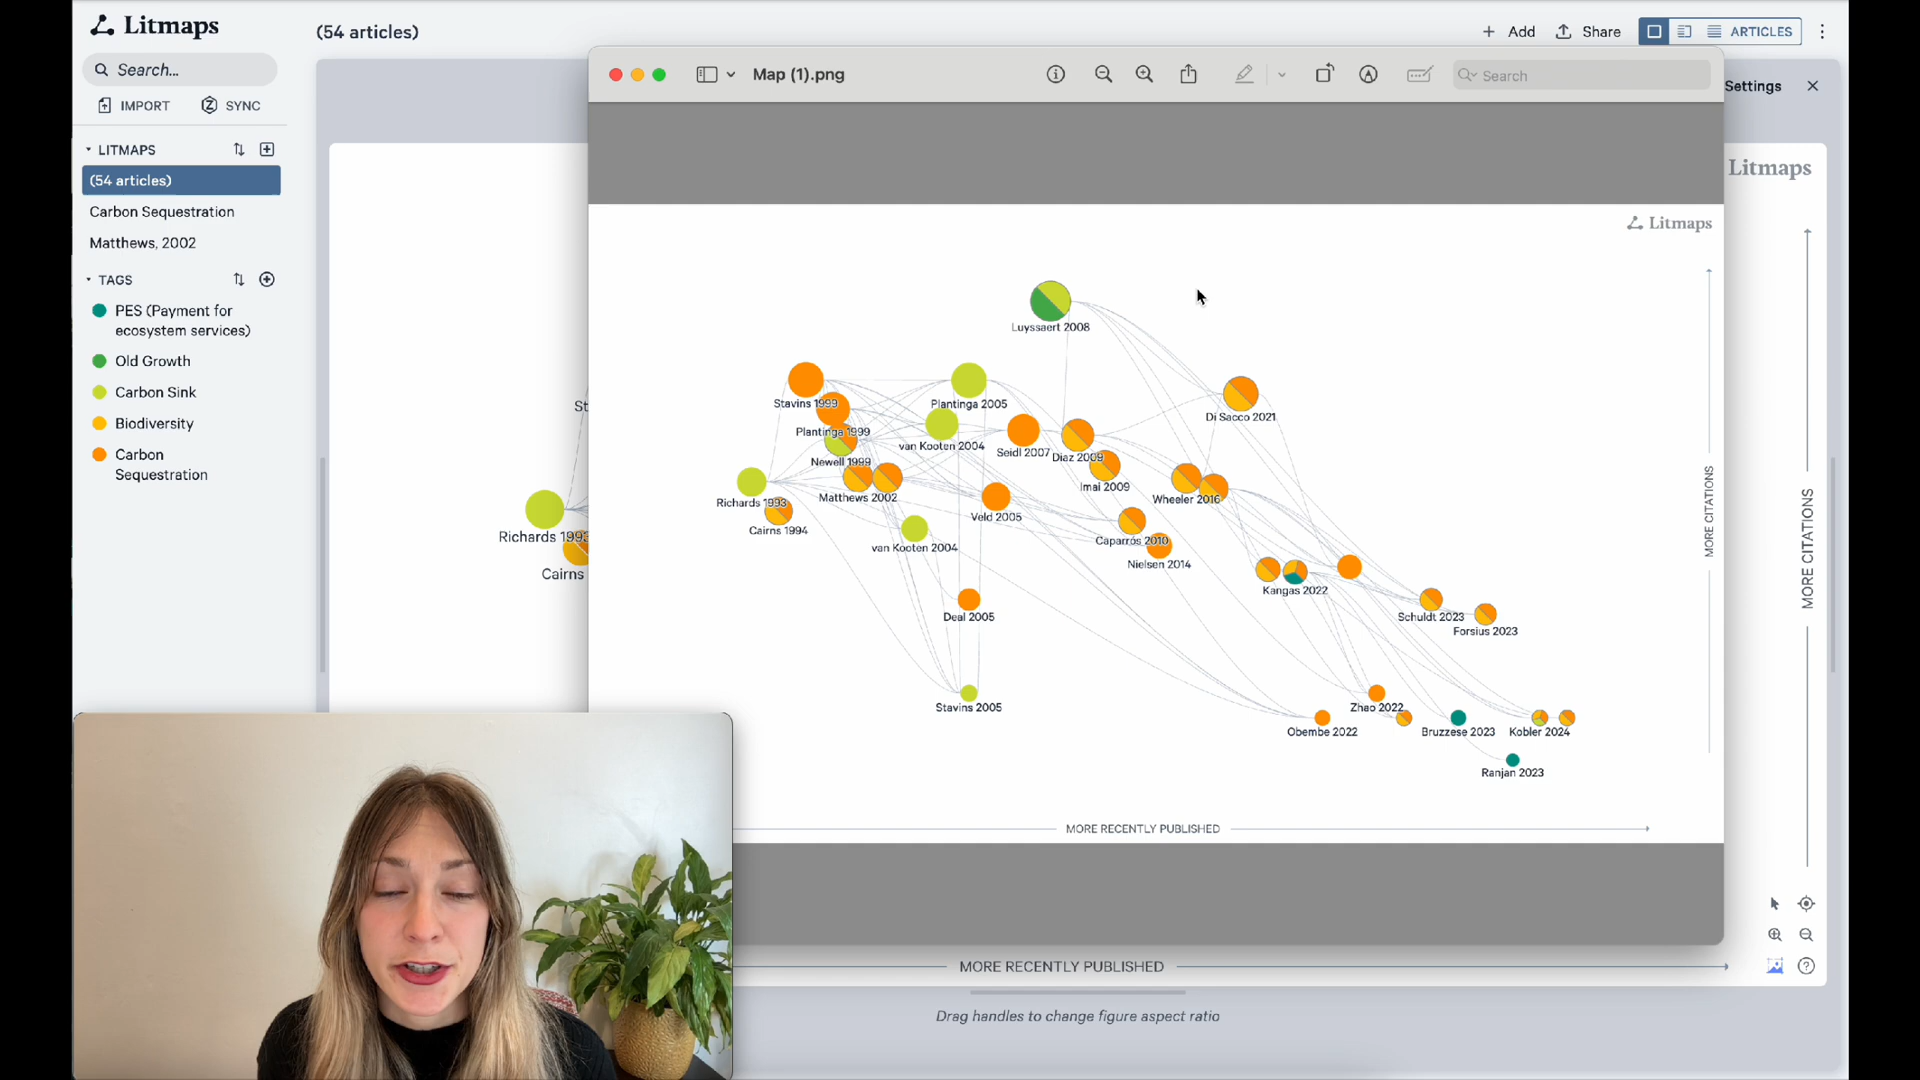 Litmaps
(54 articles)
Add
Share
ARTICLES
Search...
IMPORT
SYNC
LITMAPS
(54 articles)
Carbon Sequestration
Matthews, 2002
TAGS
PES (Payment for
ecosystem services)
Old Growth
Carbon Sink
Biodiversity
Carbon
Sequestration
Map (1).png
Search
Settings
Litmaps
Litmaps
Luyssaert 2008
Stavins 1999
Plantinga 2005
Di Sacco 2021
Plantinga 1999
van Kooten 2004
Seidl 2007
Diaz 2009
Newell 1999
Imai 2009
Matthews 2002
Wheeler 2016
Richards 1993
Veld 2005
Cairns 1994
Caparrós 2010
van Kooten 2004
Nielsen 2014
Kangas 2022
Deal 2005
Schuldt 2023
Forsius 2023
Stavins 2005
Zhao 2022
Obembe 2022
Bruzzese 2023
Kobler 2024
Ranjan 2023
MORE CITATIONS
MORE RECENTLY PUBLISHED
St
Richards 1993
Cairns
MORE CITATIONS
MORE RECENTLY PUBLISHED
Drag handles to change figure aspect ratio